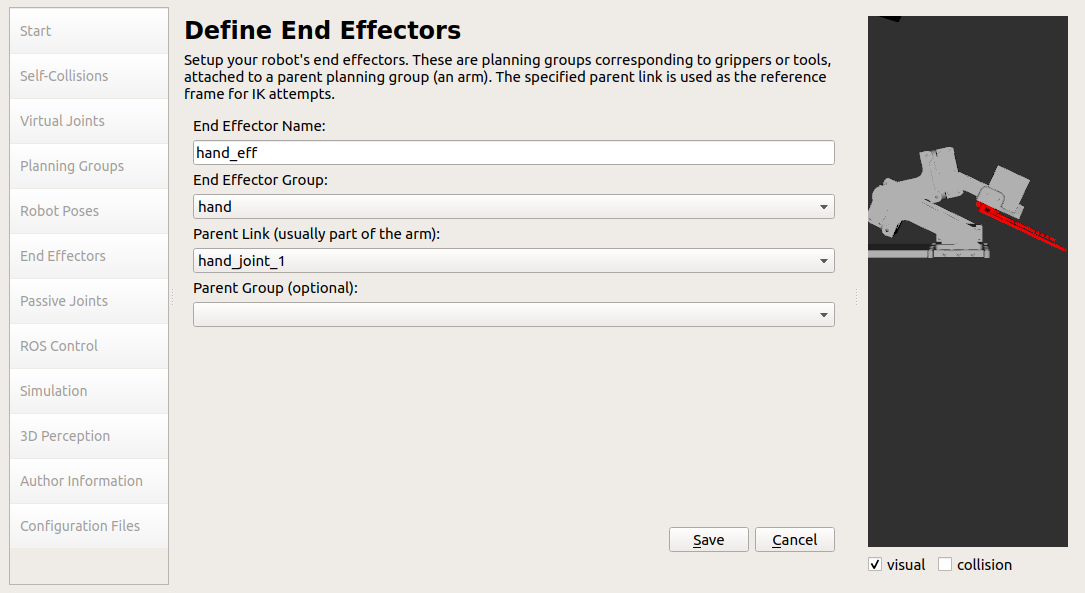 Start
Self-Collisions
Virtual Joints
Planning Groups
Robot Poses
End Effectors
Passive Joints
ROS Control
Simulation
3D Perception
Author Information
Configuration Files
Define End Effectors
Setup your robot's end effectors. These are planning groups corresponding to grippers or tools,
attached to a parent planning group (an arm). The specified parent link is used as the reference
frame for IK attempts.
End Effector Name:
hand_eff
End Effector Group:
hand
Parent Link (usually part of the arm):
hand_joint_1
Parent Group (optional):
Save
Cancel
visual
collision